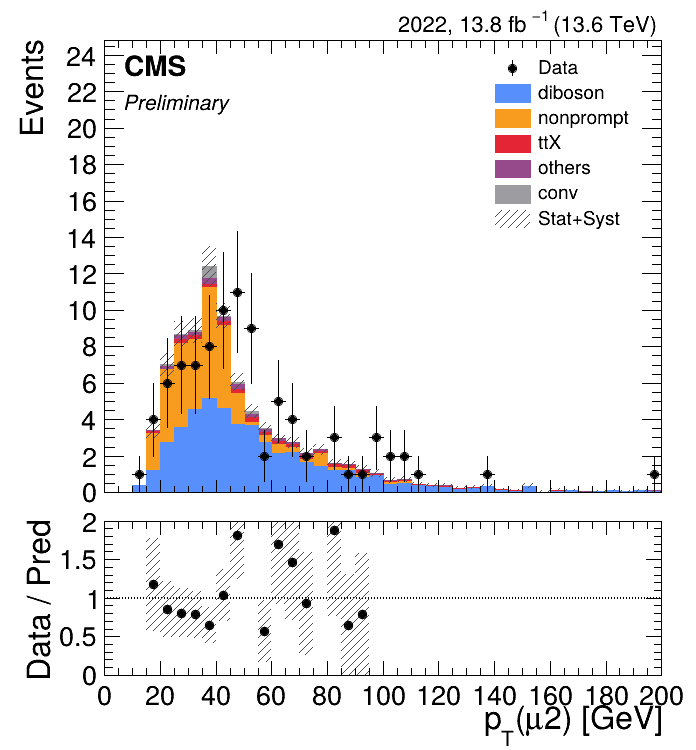 2022, 13.8 fb⁻¹ (13.6 TeV)
Events
24
22
20
18
16
14
12
10
8
6
4
2
0
CMS
Preliminary
Data
diboson
nonprompt
ttX
others
conv
Stat+Syst
Data / Pred
2
1.5
1
0.5
0
0 20 40 60 80 100 120 140 160 180 200
p_T(μ2) [GeV]